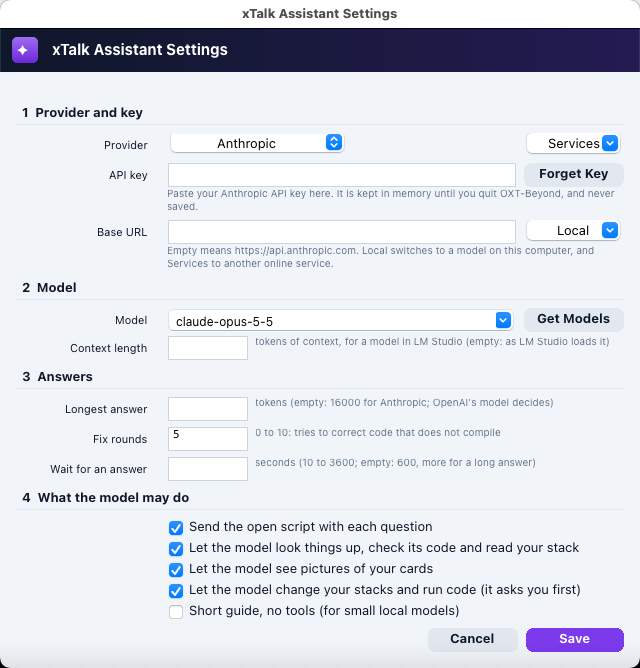 xTalk Assistant Settings
xTalk Assistant Settings
1 Provider and key
Provider
Anthropic
Services
API key
Forget Key
Paste your Anthropic API key here. It is kept in memory until you quit OXT-Beyond, and never
saved.
Base URL
Local
Empty means https://api.anthropic.com. Local switches to a model on this computer, and
Services to another online service.
2 Model
Model
claude-opus-5-5
Get Models
Context length
tokens of context, for a model in LM Studio (empty: as LM Studio loads it)
3 Answers
Longest answer
tokens (empty: 16000 for Anthropic; OpenAI's model decides)
Fix rounds
5
0 to 10: tries to correct code that does not compile
Wait for an answer
seconds (10 to 3600; empty: 600, more for a long answer)
4 What the model may do
Send the open script with each question
Let the model look things up, check its code and read your stack
Let the model see pictures of your cards
Let the model change your stacks and run code (it asks you first)
Short guide, no tools (for small local models)
Cancel
Save